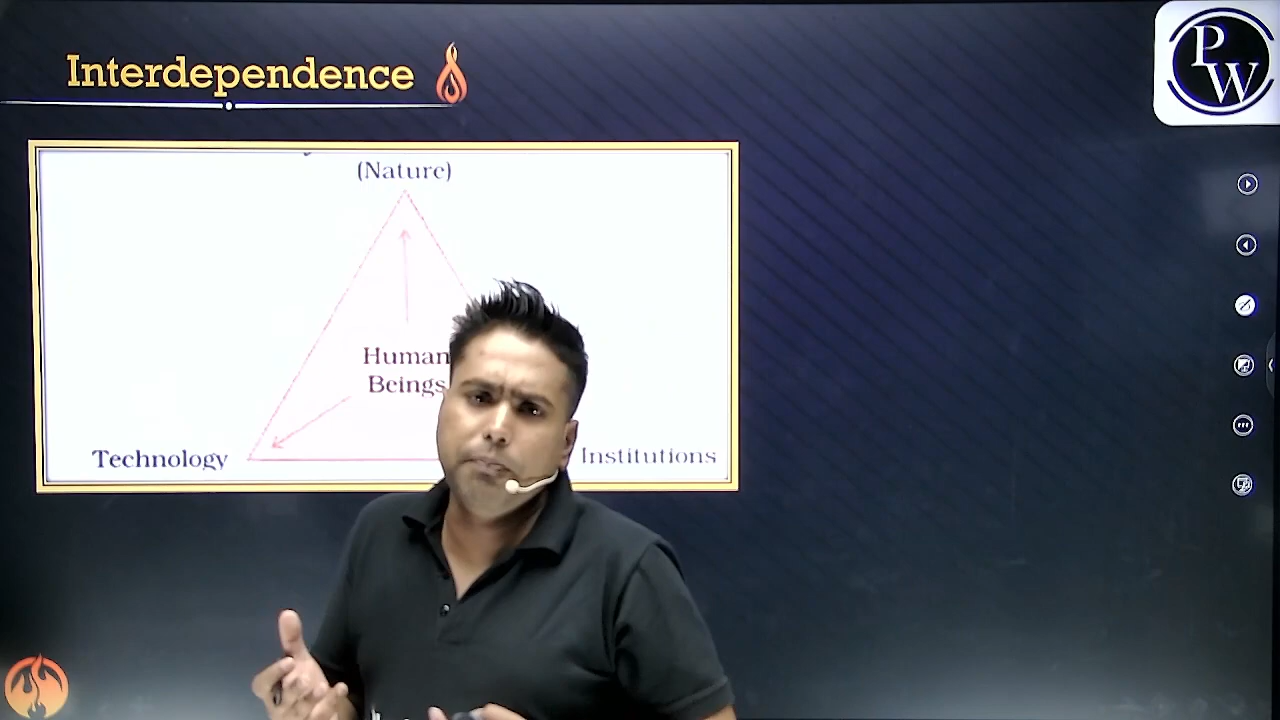 Interdependence
PW
(Nature)
Human
Beings
Technology
Institutions